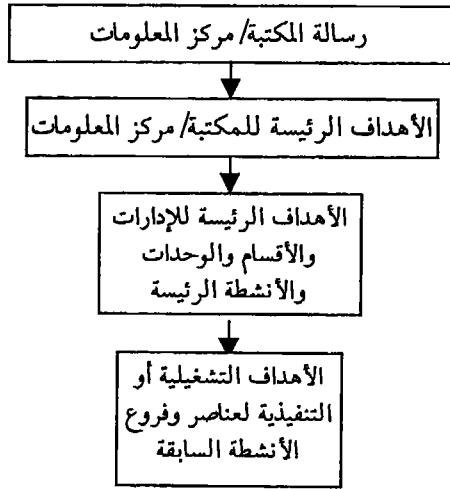 رسالة المكتبة/ مركز المعلومات
الأهداف الرئيسة للمكتبة/ مركز المعلومات
الأهداف الرئيسة للإدارات
والأقسام والوحدات
والأنشطة الرئيسة
الأهداف التشغيلية أو
التنفيذية لعناصر وفروع
الأنشطة السابقة